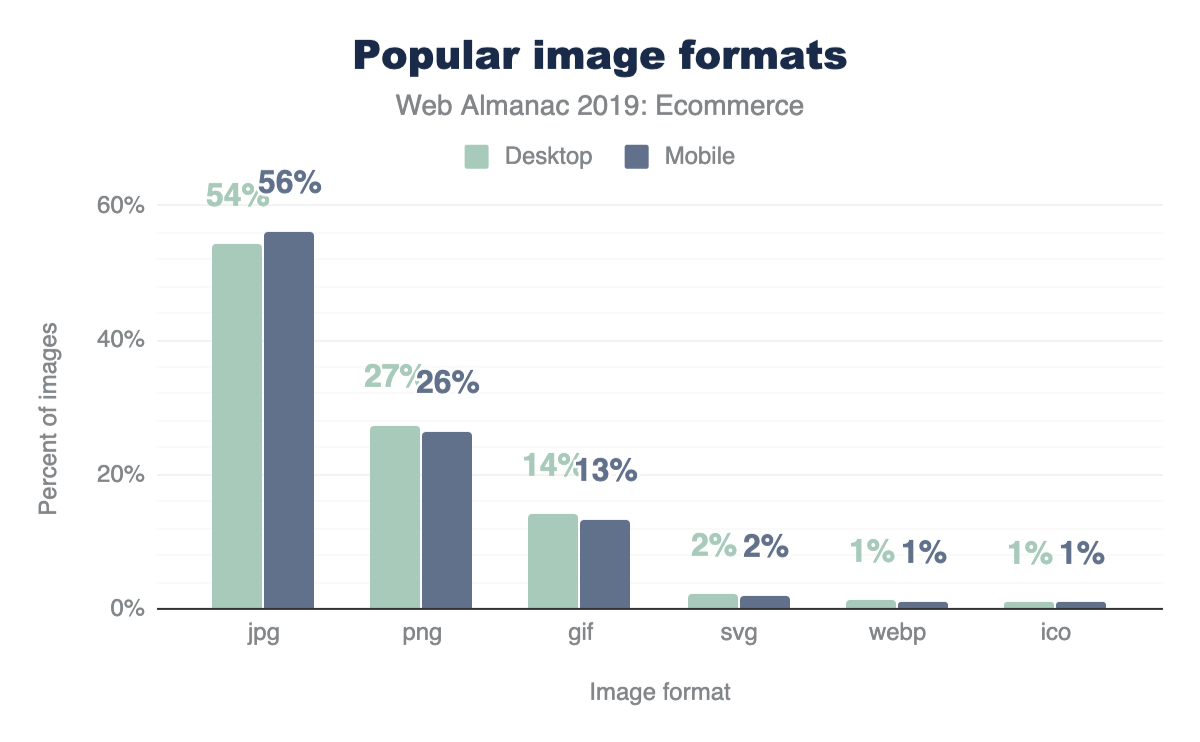 Popular image formats
Web Almanac 2019: Ecommerce
Desktop Mobile
54% 56%
60%
27% 26%
40%
14% 13%
20%
2% 2% 1% 1% 1% 1%
0%
jpg png gif svg webp ico
Percent of images
Image format